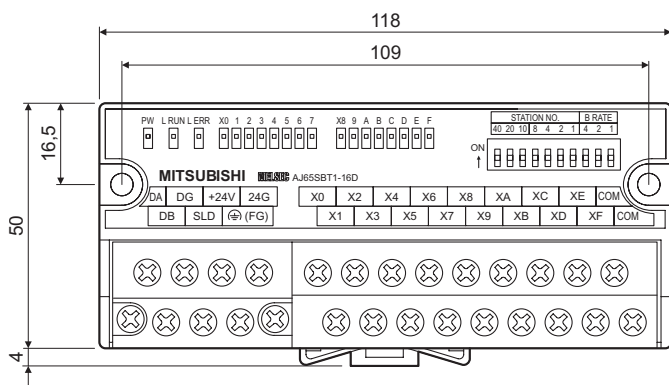 118
109
16,5
50
4
STATION NO. B RATE
40 20 10 8 4 2 1 4 2 1
PW L RUN L ERR X0 1 2 3 4 5 6 7 X8 9 A B C D E F
ON
MITSUBISHI MELSEC AJ65SBT1-16D
DA DG +24V 24G X0 X2 X4 X6 X8 XA XC XE COM
DB SLD (FG) X1 X3 X5 X7 X9 XB XD XF COM